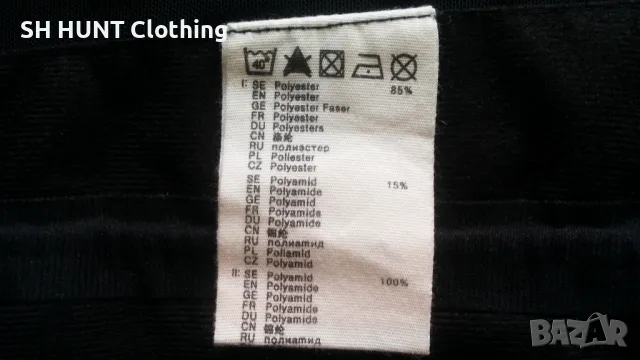 SH HUNT Clothing
40°
I: SE Polyester 85%
EN Polyester
GE Polyester Faser
FR Polyester
DU Polyesters
CN 涤纶
RU полиэстер
PL Poliester
CZ Polyester
SE Polyamid 15%
EN Polyamide
GE Polyamid
FR Polyamide
DU Polyamide
CN 锦纶
RU полиамид
PL Poliamid
CZ Polyamid
II: SE Polyamid 100%
EN Polyamide
GE Polyamid
FR Polyamide
DU Polyamide
CN 锦纶
RU полиамид
BAZAR